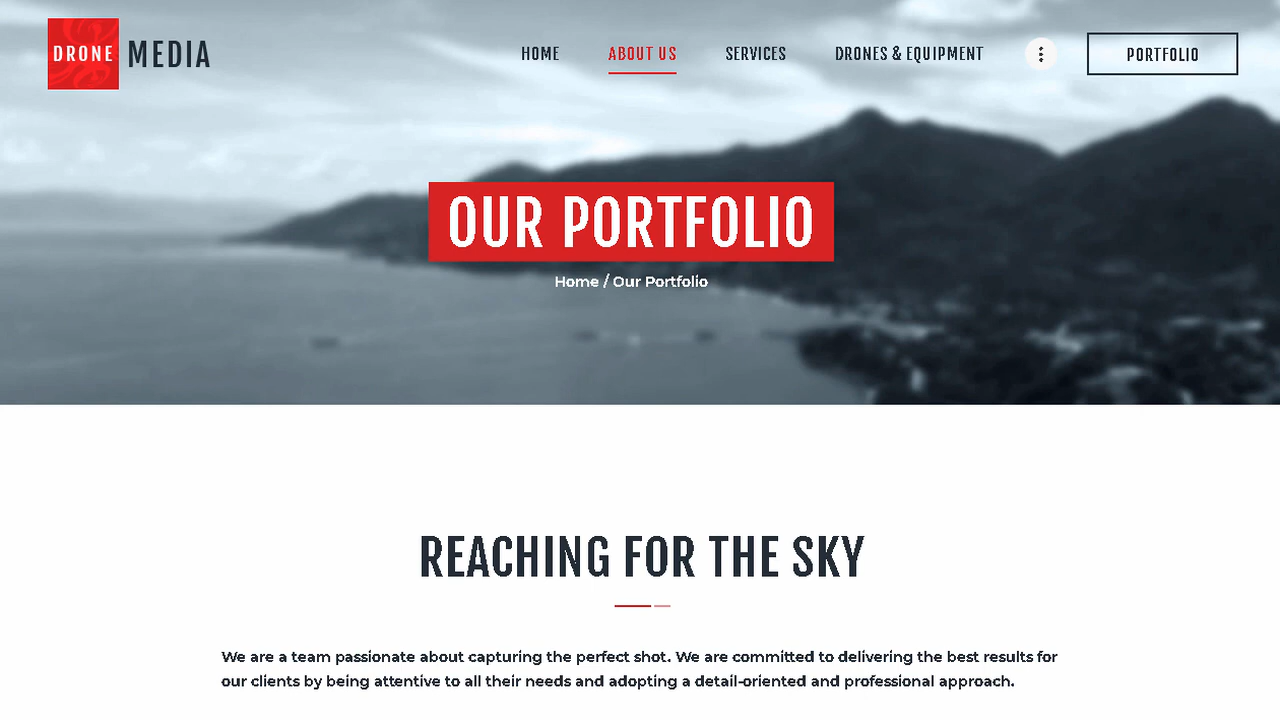 DRONE MEDIA
HOME ABOUT US SERVICES DRONES & EQUIPMENT PORTFOLIO
OUR PORTFOLIO
Home / Our Portfolio
REACHING FOR THE SKY
We are a team passionate about capturing the perfect shot. We are committed to delivering the best results for
our clients by being attentive to all their needs and adopting a detail-oriented and professional approach.